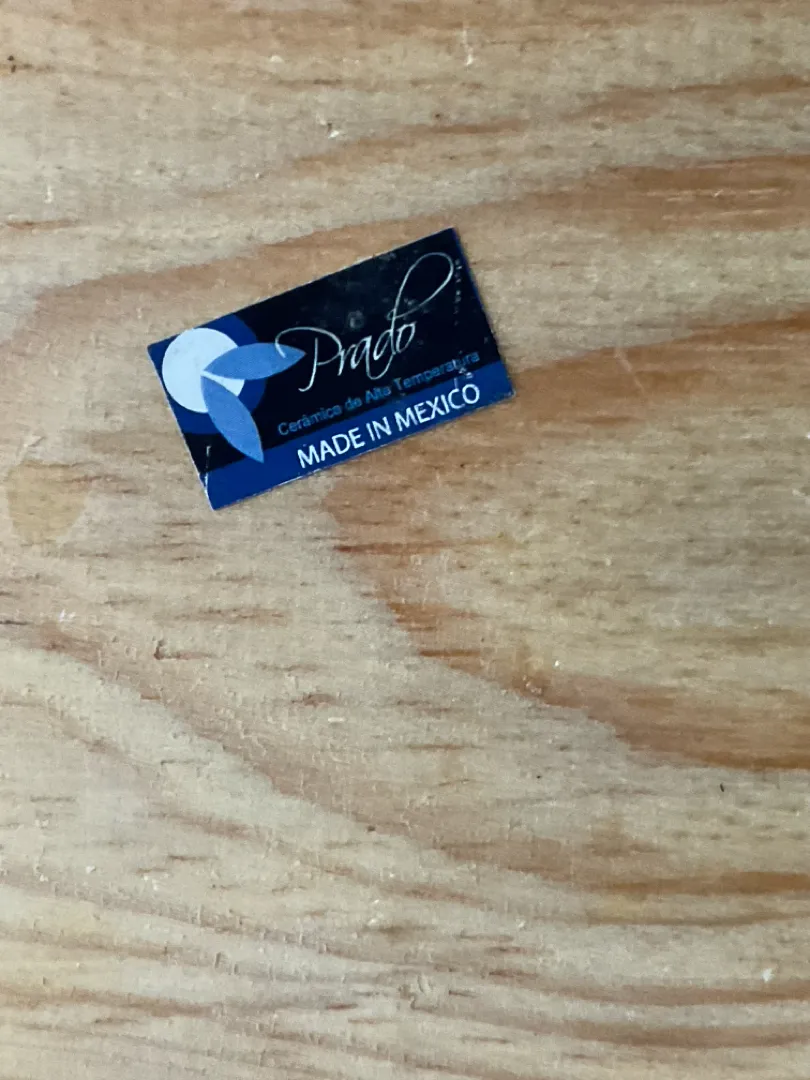 Prado
Cerámica de Alta Temperatura
MADE IN MEXICO